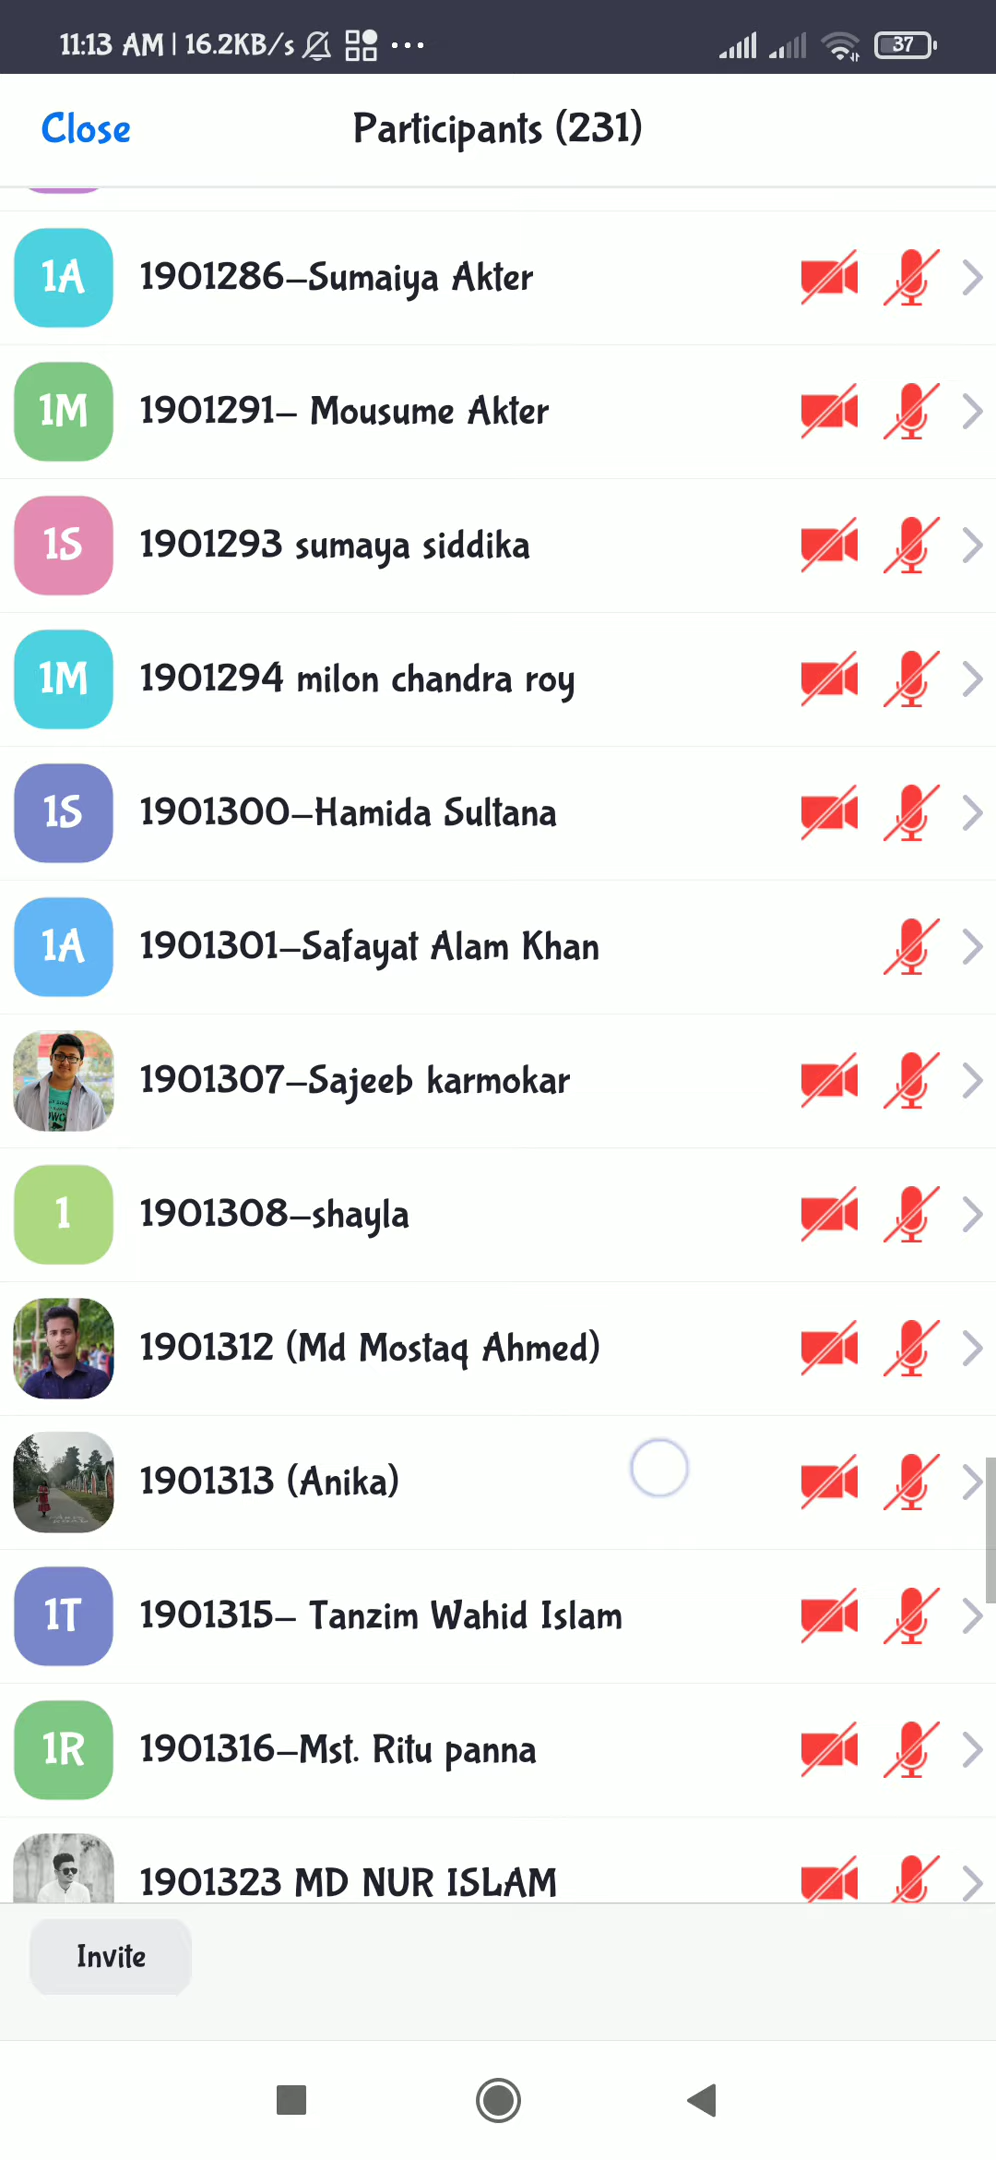 11:13 AM | 16.2KB/s ... 37
Close Participants (231)
1A 1901286-Sumaiya Akter
1M 1901291- Mousume Akter
1S 1901293 sumaya siddika
1M 1901294 milon chandra roy
1S 1901300-Hamida Sultana
1A 1901301-Safayat Alam Khan
1901307-Sajeeb karmokar
1 1901308-shayla
1901312 (Md Mostaq Ahmed)
1901313 (Anika)
1T 1901315- Tanzim Wahid Islam
1R 1901316-Mst. Ritu panna
1901323 MD NUR ISLAM
Invite